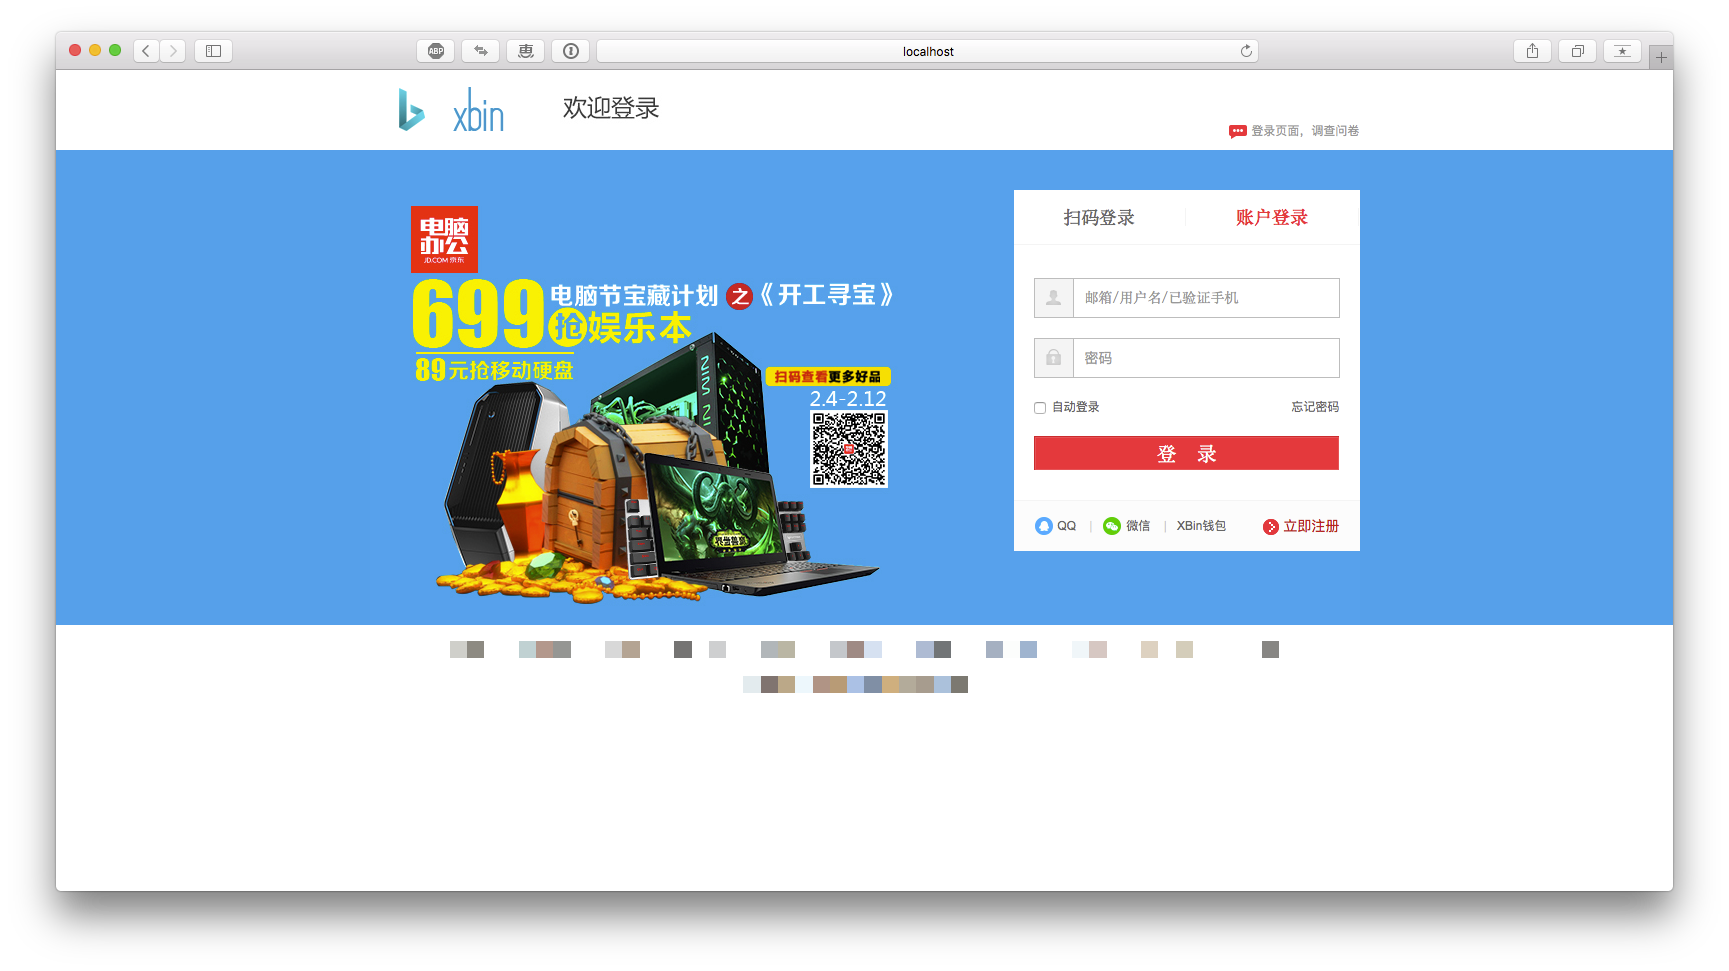 ABP
惠
localhost
xbin
欢迎登录
登录页面，调查问卷
电脑
办公
JD.COM 京东
699 电脑节宝藏计划 之《开工寻宝》
抢娱乐本
89元抢移动硬盘
扫码查看更多好品
2.4-2.12
扫码登录
账户登录
邮箱/用户名/已验证手机
密码
自动登录
忘记密码
登 录
QQ | 微信 | XBin钱包
立即注册